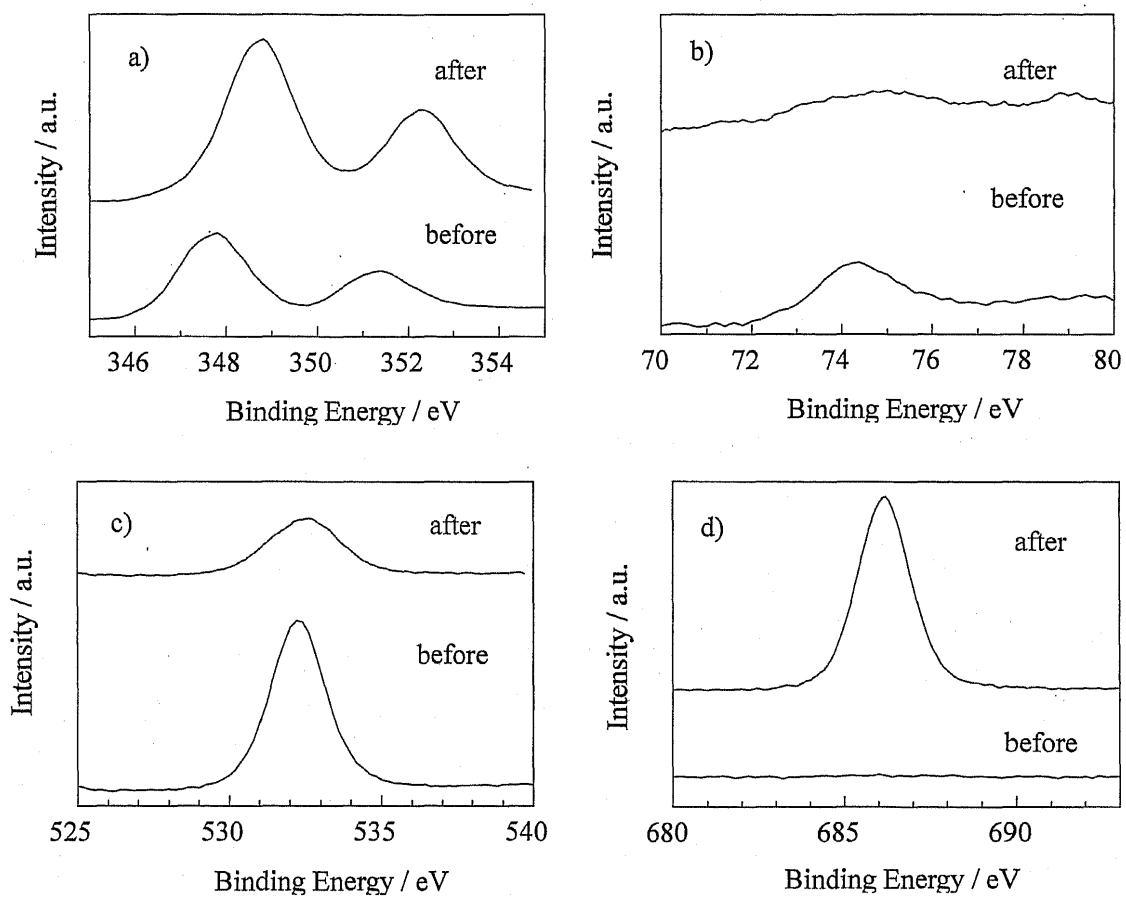 a)
after
before
Intensity / a.u.
346 348 350 352 354
Binding Energy / eV
b)
after
before
Intensity / a.u.
70 72 74 76 78 80
Binding Energy / eV
c)
after
before
Intensity / a.u.
525 530 535 540
Binding Energy / eV
d)
after
before
Intensity / a.u.
680 685 690
Binding Energy / eV